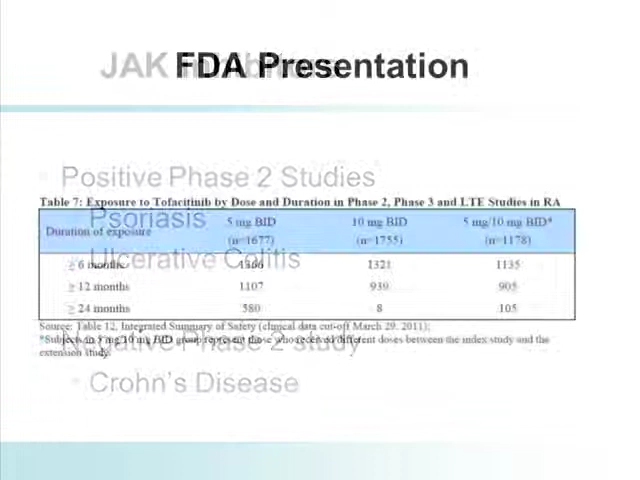 JAK
FDA Presentation
Positive Phase 2 Studies
Table 7: Exposure to Tofacitinib by Dose and Duration in Phase 2, Phase 3 and LTE Studies in RA
Psoriasis
Duration of exposure 5 mg BID 10 mg BID 5 mg/10 mg BID*
(n=1677) (n=1755) (n=1178)
Ulcerative Colitis
≥ 6 months 1321 1135
≥ 12 months 1107 939 905
≥ 24 months 580 8 105
Source: Table 12, Integrated Summary of Safety (clinical data cut-off March 29, 2011);
Negative Phase 2 study
*Subjects in 5 mg/10 mg BID group represent those who received different doses between the index study and the
extension study.
• Crohn's Disease